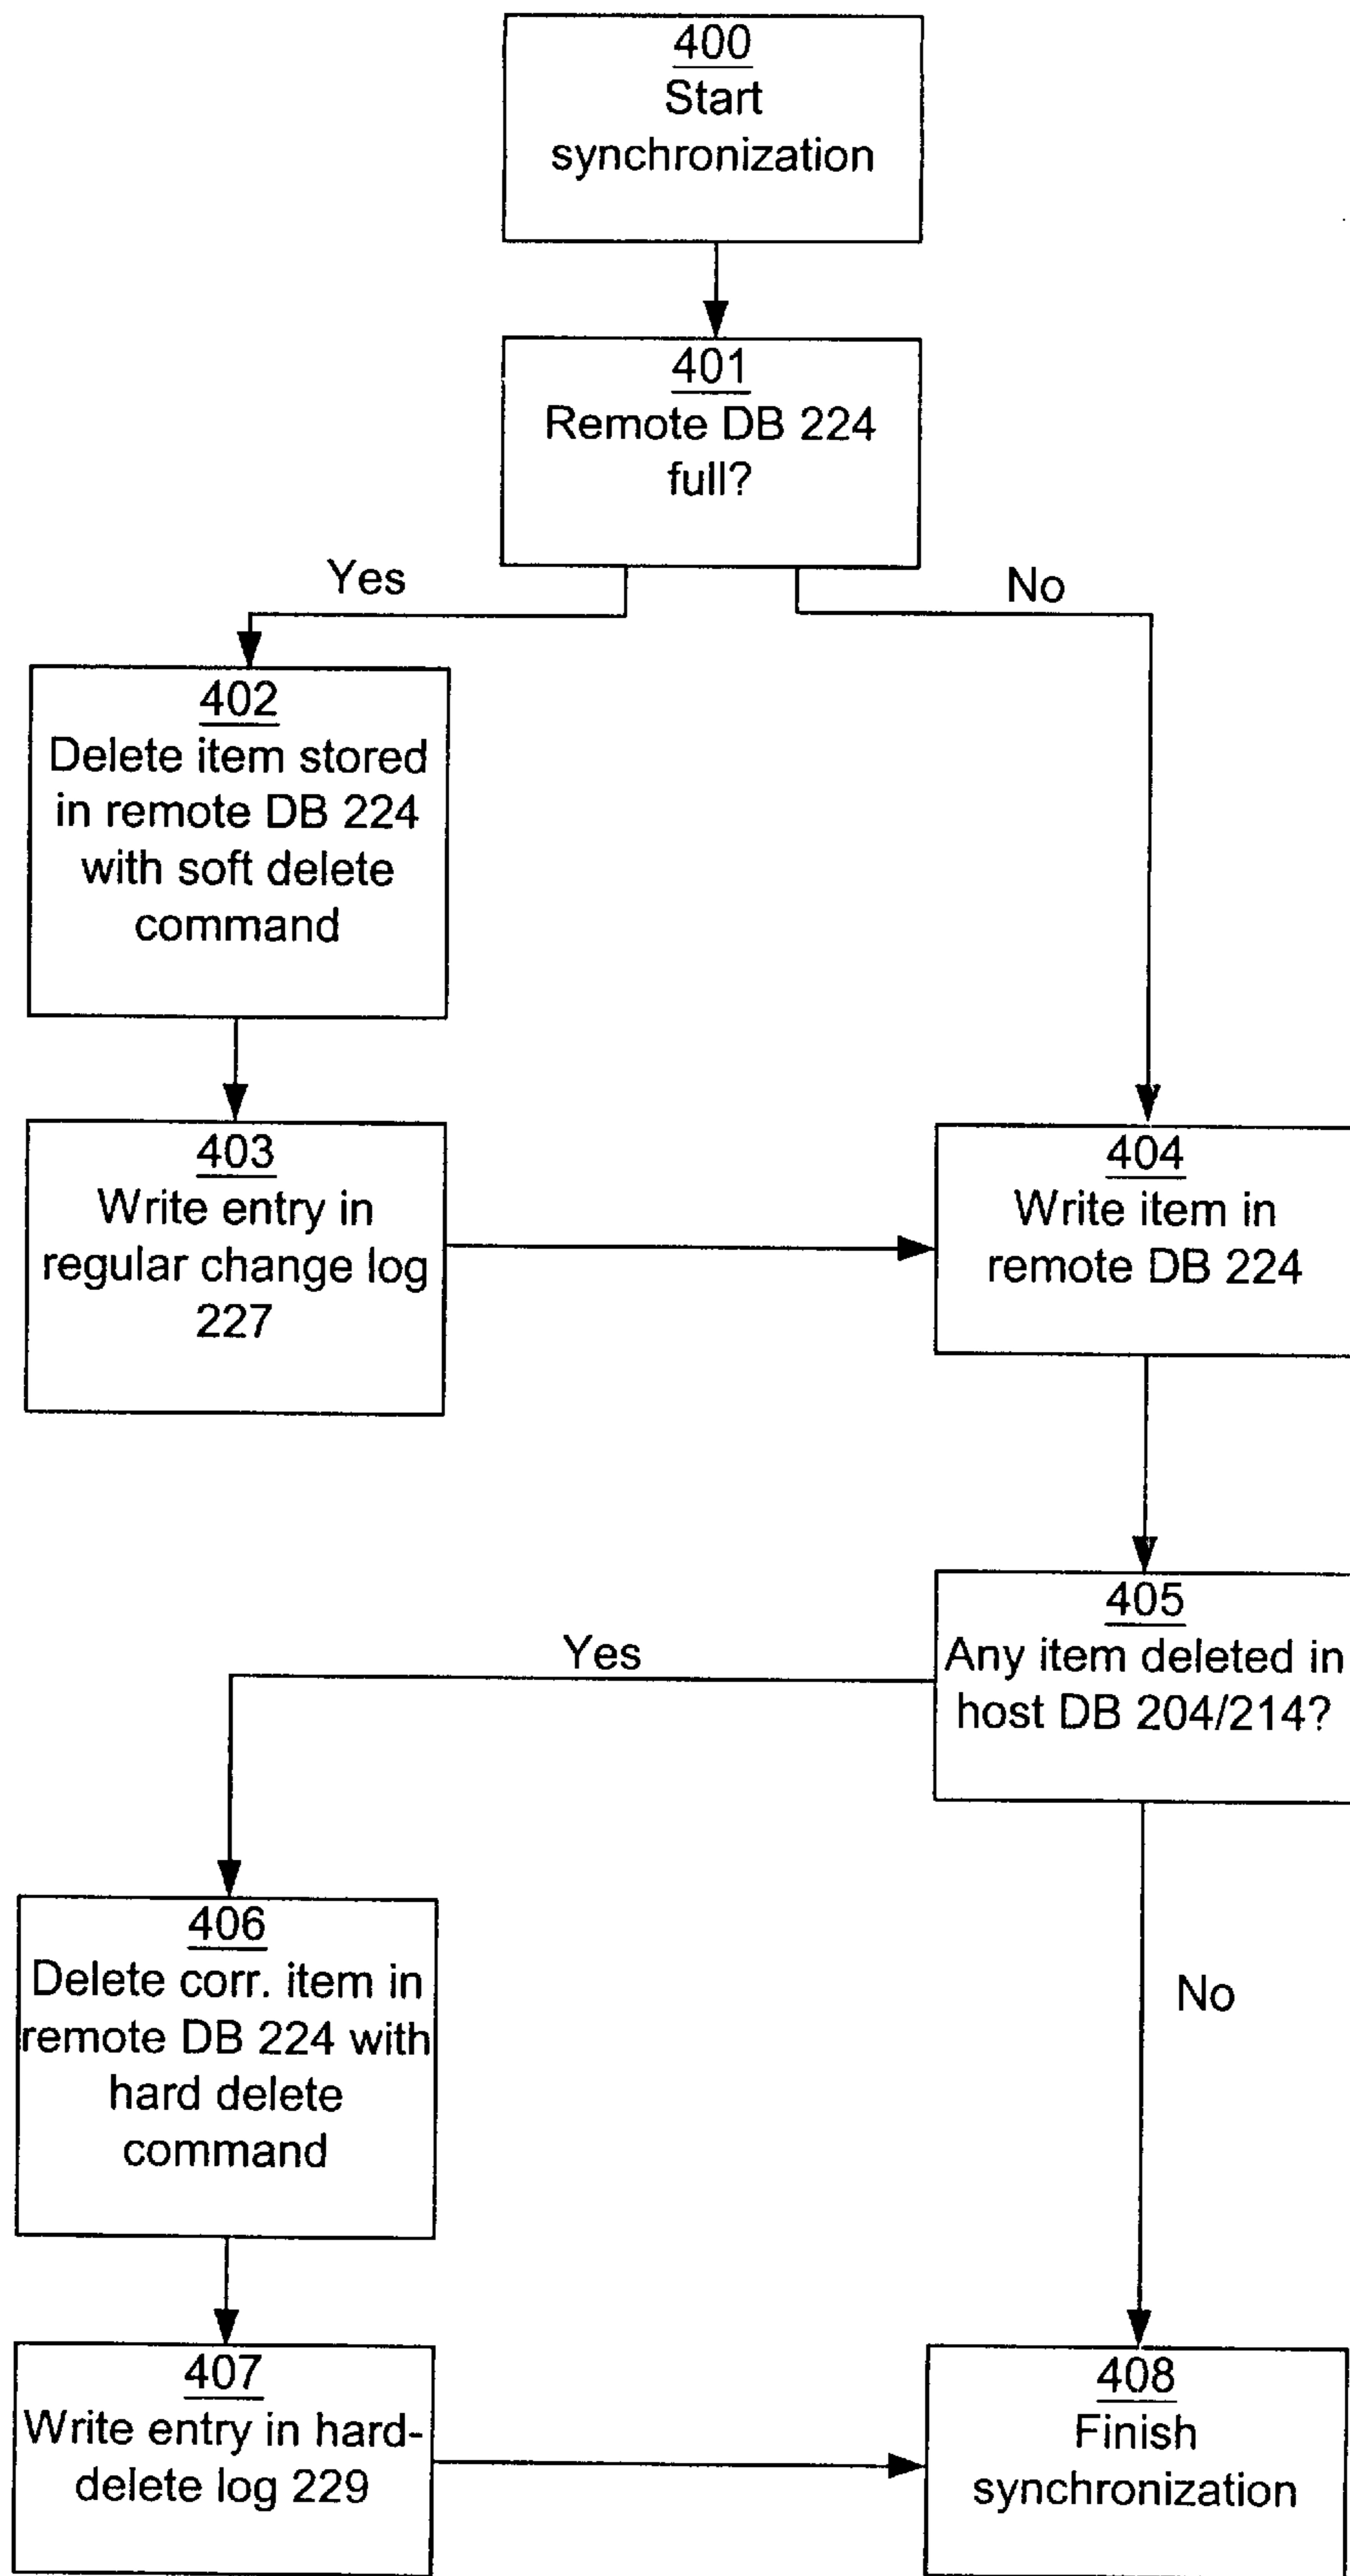 400
Start
synchronization
401
Remote DB 224
full?
Yes
No
402
Delete item stored
in remote DB 224
with soft delete
command
403
Write entry in
regular change log
227
404
Write item in
remote DB 224
405
Any item deleted in
host DB 204/214?
Yes
No
406
Delete corr. item in
remote DB 224 with
hard delete
command
407
Write entry in hard-
delete log 229
408
Finish
synchronization